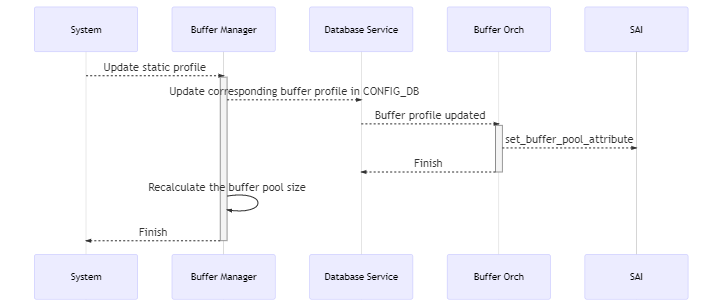 System
Buffer Manager
Database Service
Buffer Orch
SAI
Update static profile
Update corresponding buffer profile in CONFIG_DB
Buffer profile updated
set_buffer_pool_attribute
Finish
Recalculate the buffer pool size
Finish
System
Buffer Manager
Database Service
Buffer Orch
SAI